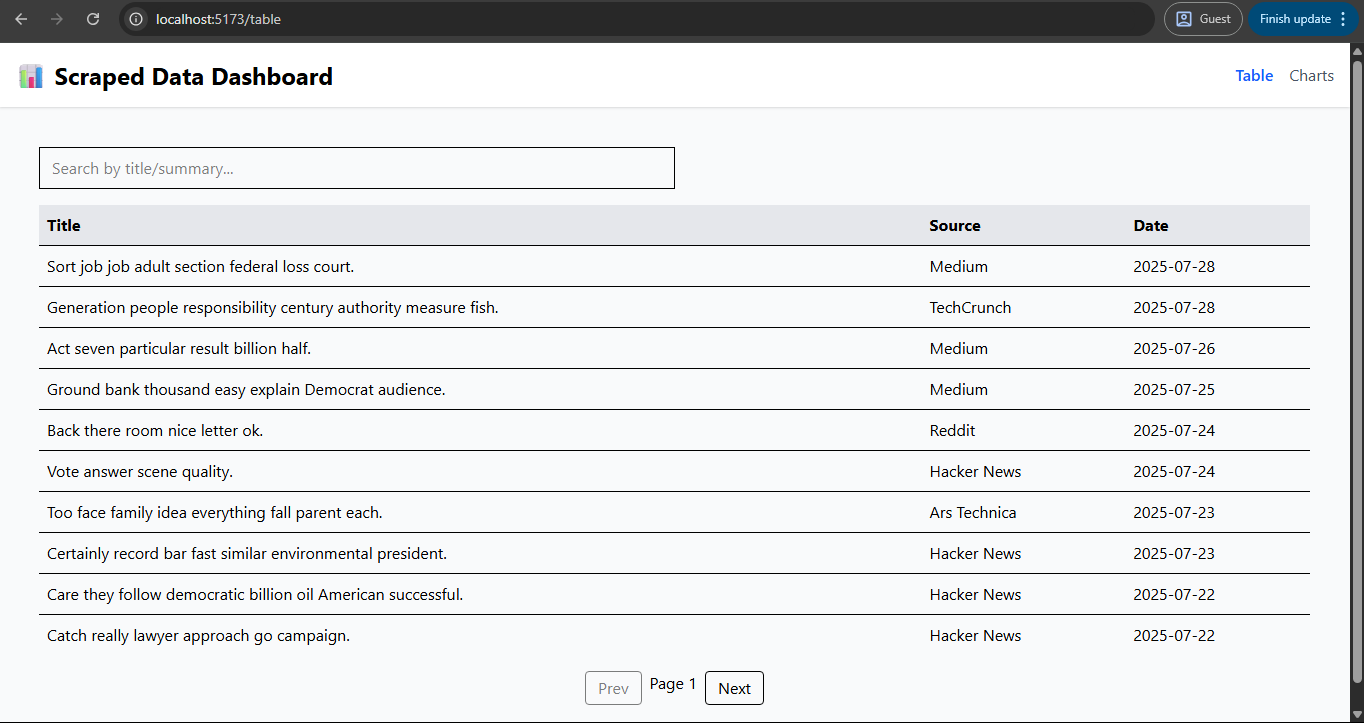 localhost:5173/table
Guest
Finish update
Scraped Data Dashboard
Table Charts
Search by title/summary...
Title Source Date
Sort job job adult section federal loss court. Medium 2025-07-28
Generation people responsibility century authority measure fish. TechCrunch 2025-07-28
Act seven particular result billion half. Medium 2025-07-26
Ground bank thousand easy explain Democrat audience. Medium 2025-07-25
Back there room nice letter ok. Reddit 2025-07-24
Vote answer scene quality. Hacker News 2025-07-24
Too face family idea everything fall parent each. Ars Technica 2025-07-23
Certainly record bar fast similar environmental president. Hacker News 2025-07-23
Care they follow democratic billion oil American successful. Hacker News 2025-07-22
Catch really lawyer approach go campaign. Hacker News 2025-07-22
Prev Page 1 Next